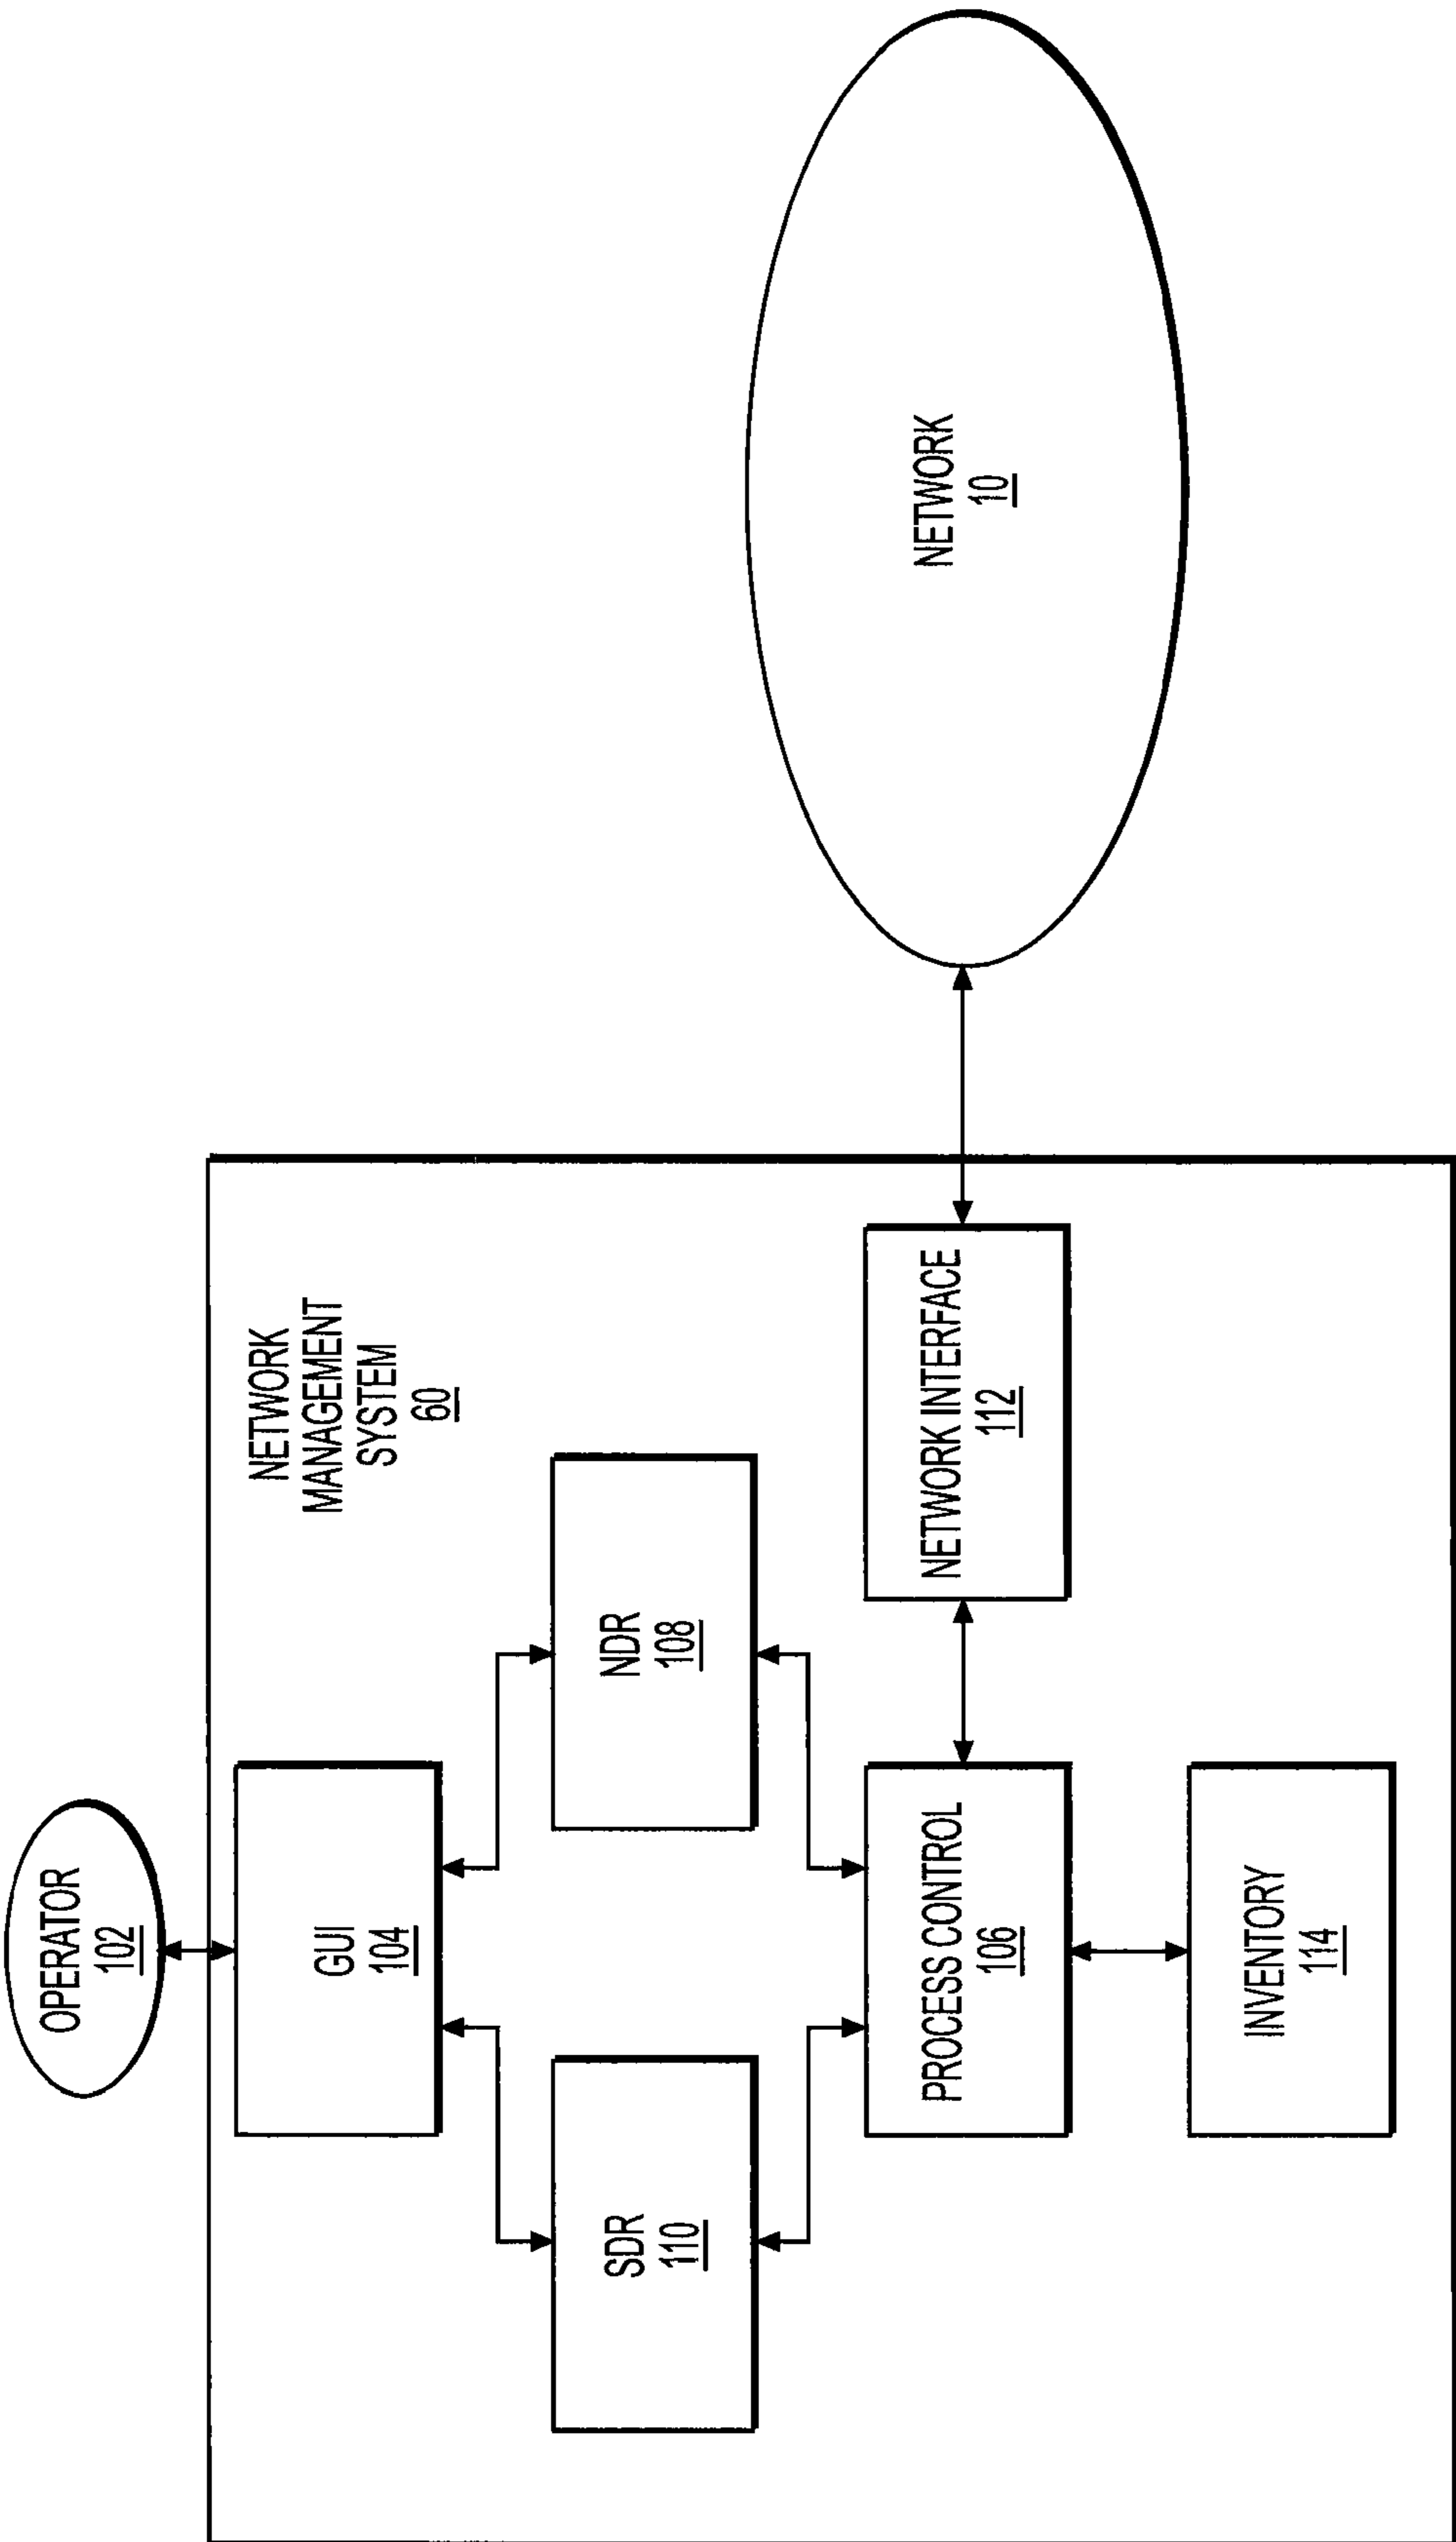 OPERATOR
102
NETWORK
MANAGEMENT
SYSTEM
60
GUI
104
SDR
110
NDR
108
PROCESS CONTROL
106
NETWORK INTERFACE
112
NETWORK
10
INVENTORY
114